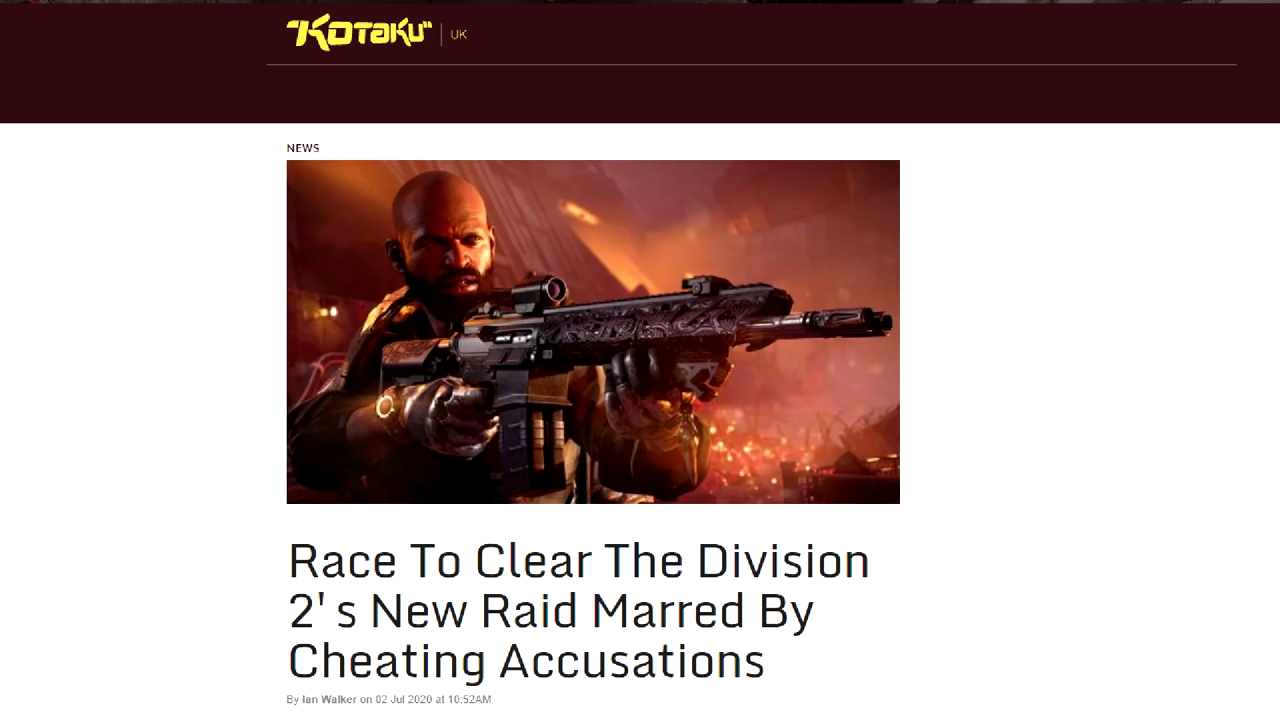 "KOTAKU" | UK
NEWS
Race To Clear The Division
2' s New Raid Marred By
Cheating Accusations
By Ian Walker on 02 Jul 2020 at 10:52AM